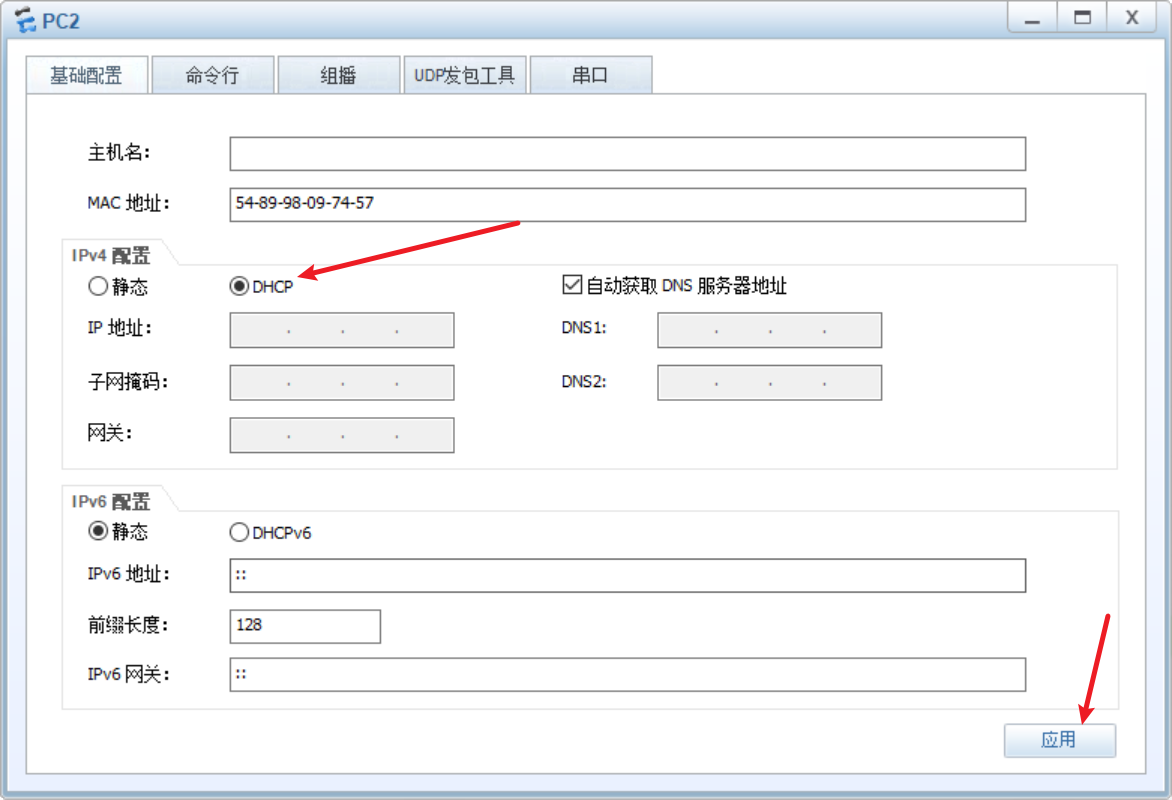 PC2
基础配置 命令行 组播 UDP发包工具 串口
主机名:
MAC 地址: 54-89-98-09-74-57
IPv4 配置
静态 DHCP 自动获取 DNS 服务器地址
IP 地址: . . . DNS1: . . .
子网掩码: . . . DNS2: . . .
网关: . . .
IPv6 配置
静态 DHCPv6
IPv6 地址: ::
前缀长度: 128
IPv6 网关: ::
应用